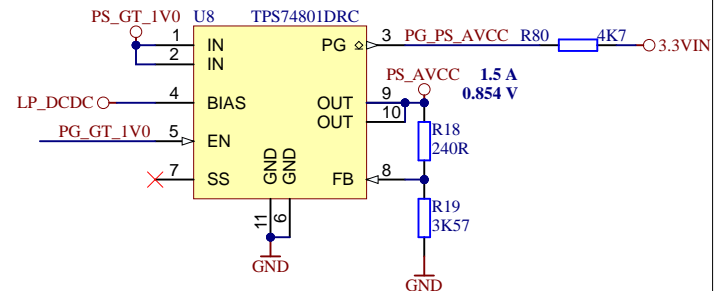 PS_GT_1V0 U8 TPS74801DRC
1 IN PG 3 PG_PS_AVCC R80 4K7 3.3VIN
2 IN
PS_AVCC 1.5 A
0.854 V
LP_DCDC 4 BIAS OUT 9
OUT 10
R18
240R
PG_GT_1V0 5 EN
7 SS GND GND FB 8
R19
3K57
11 6
GND
GND